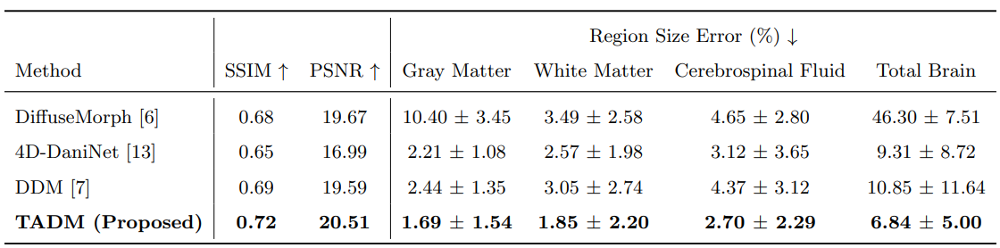 Region Size Error (%) ↓
Method SSIM ↑ PSNR ↑ Gray Matter White Matter Cerebrospinal Fluid Total Brain
DiffuseMorph [6] 0.68 19.67 10.40 ± 3.45 3.49 ± 2.58 4.65 ± 2.80 46.30 ± 7.51
4D-DaniNet [13] 0.65 16.99 2.21 ± 1.08 2.57 ± 1.98 3.12 ± 3.65 9.31 ± 8.72
DDM [7] 0.69 19.59 2.44 ± 1.35 3.05 ± 2.74 4.37 ± 3.12 10.85 ± 11.64
TADM (Proposed) 0.72 20.51 1.69 ± 1.54 1.85 ± 2.20 2.70 ± 2.29 6.84 ± 5.00